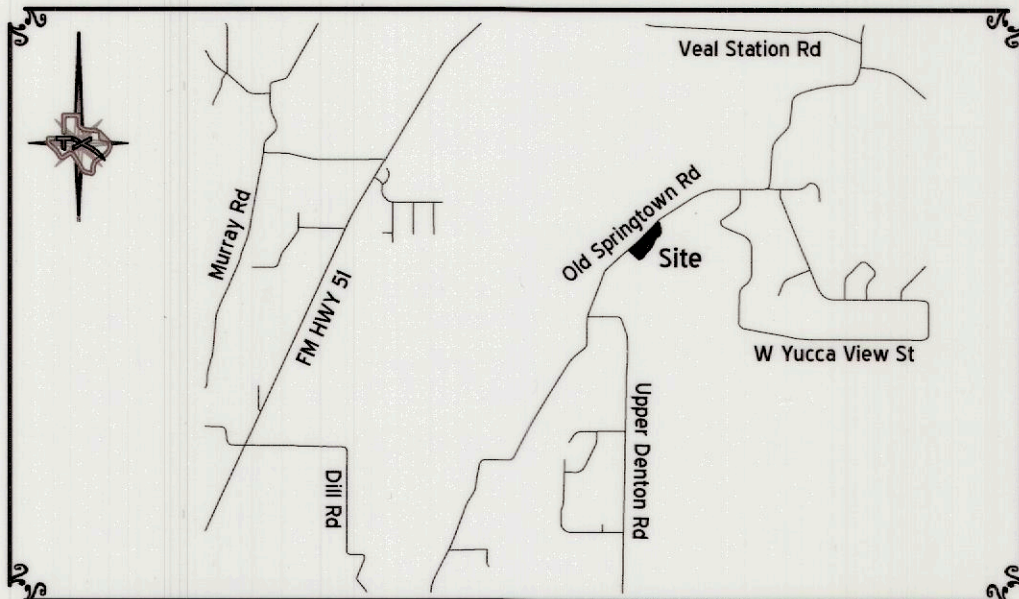 Veal Station Rd
TX
Old Springtown Rd
Murray Rd
Site
FM HWY 51
W Yucca View St
Upper Denton Rd
Dill Rd